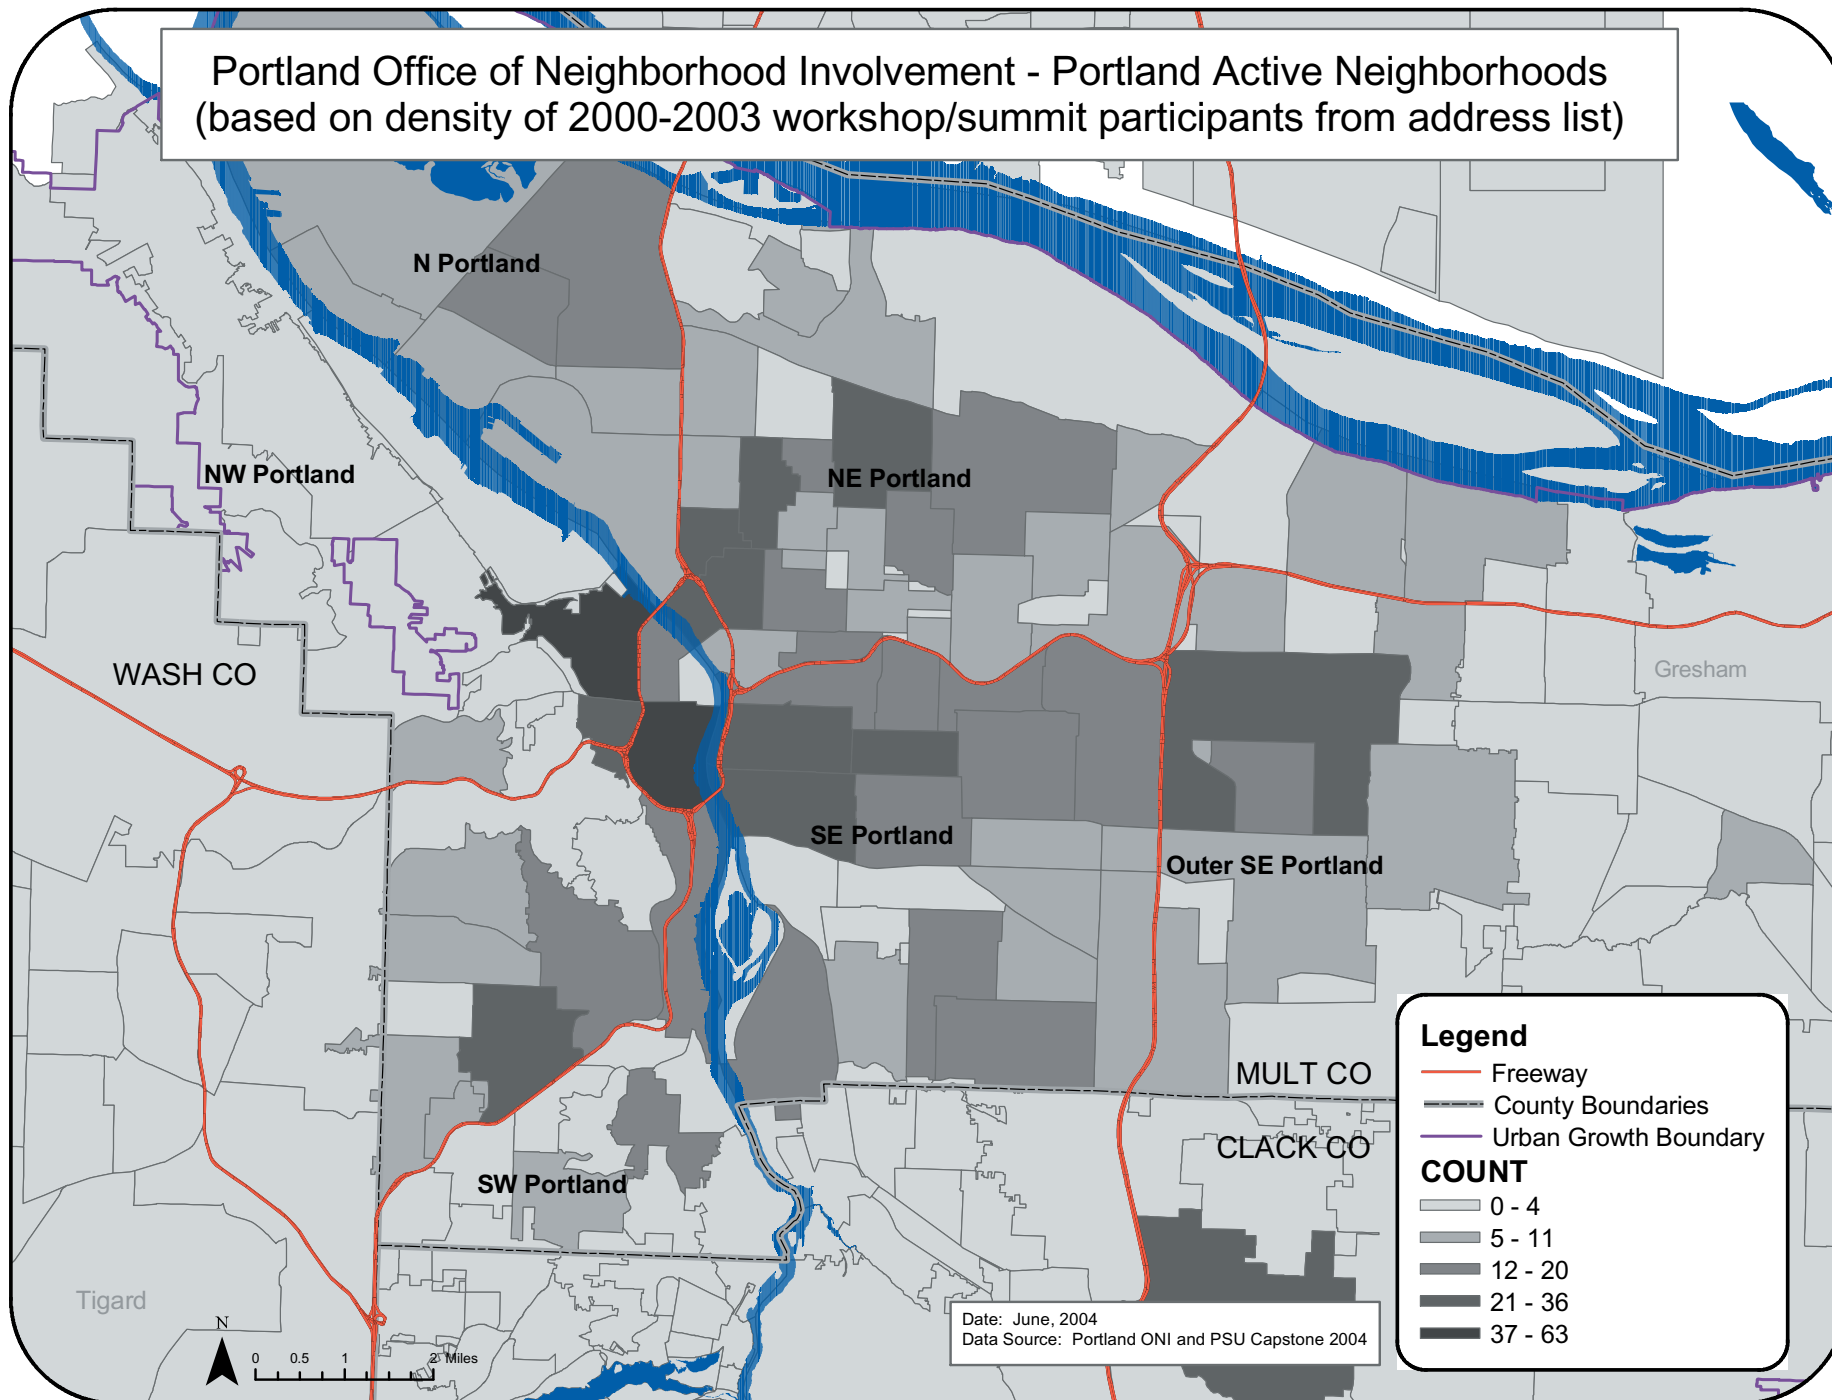 Portland Office of Neighborhood Involvement - Portland Active Neighborhoods
(based on density of 2000-2003 workshop/summit participants from address list)
N Portland
NW Portland
NE Portland
WASH CO
Gresham
SE Portland
Outer SE Portland
MULT CO
CLACK CO
SW Portland
Tigard
N
0 0.5 1 2 Miles
Date: June, 2004
Data Source: Portland ONI and PSU Capstone 2004
Legend
Freeway
County Boundaries
Urban Growth Boundary
COUNT
0 - 4
5 - 11
12 - 20
21 - 36
37 - 63